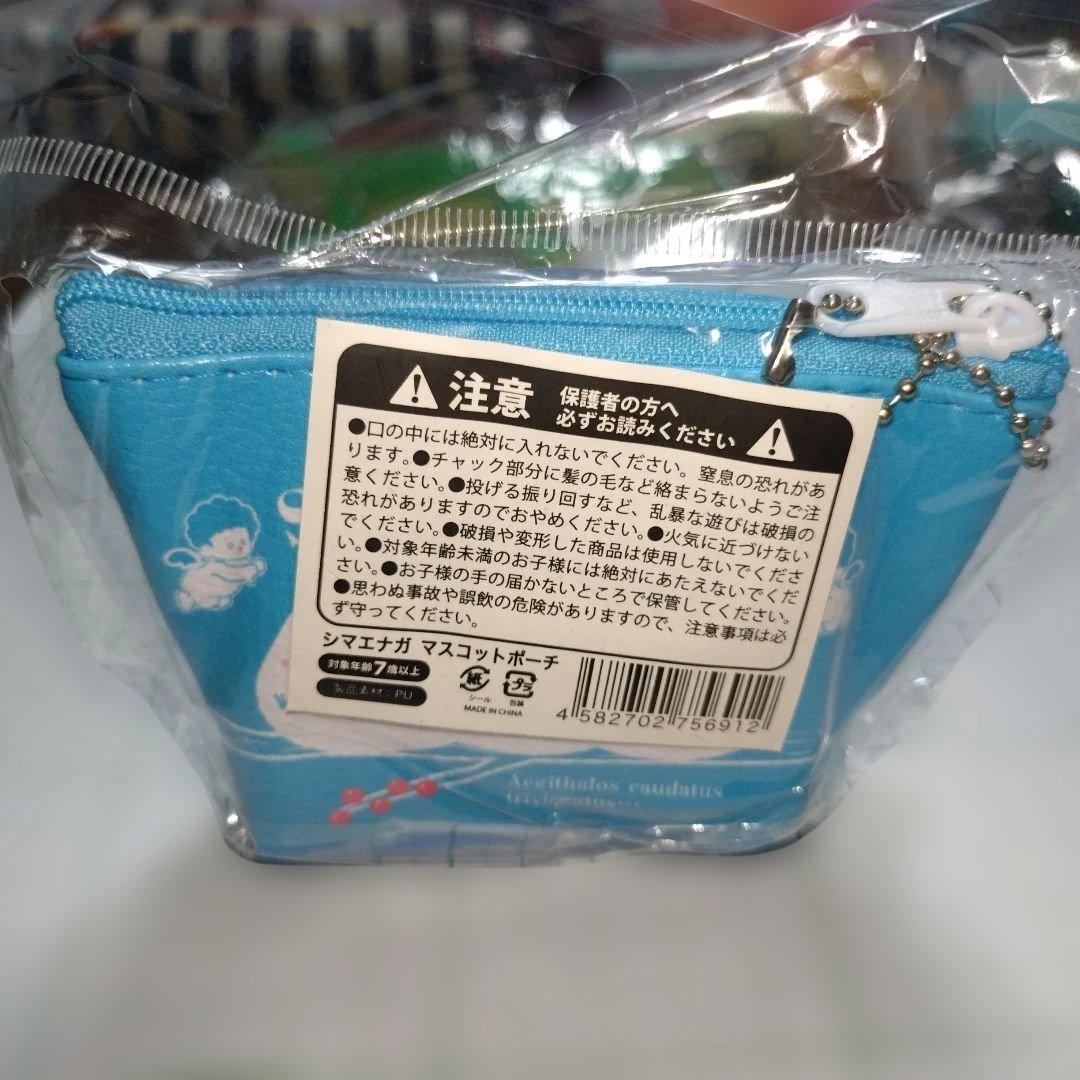 注意
保護者の方へ
必ずお読みください
●口の中には絶対に入れないでください。窒息の恐れがあ
ります。●チャック部分に髪の毛など絡まらないようご注
意ください。●投げる振り回すなど、乱暴な遊びは破損の
恐れがありますのでおやめください。●火気に近づけない
でください。●破損や変形した商品は使用しないでくださ
い。●対象年齢未満のお子様には絶対にあたえないでくだ
さい。●お子様の手の届かないところで保管してください。
●思わぬ事故や誤飲の危険がありますので、注意事項は必
ず守ってください。
シマエナガ マスコットポーチ
対象年齢7歳以上
製品素材:PU
紙
シール
プラ
包装
MADE IN CHINA
4 582702 756912
Aegithalos caudatus